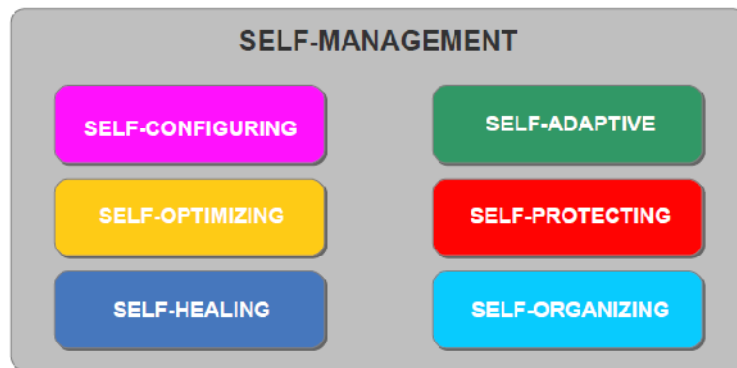 SELF-MANAGEMENT
SELF-CONFIGURING
SELF-ADAPTIVE
SELF-OPTIMIZING
SELF-PROTECTING
SELF-HEALING
SELF-ORGANIZING